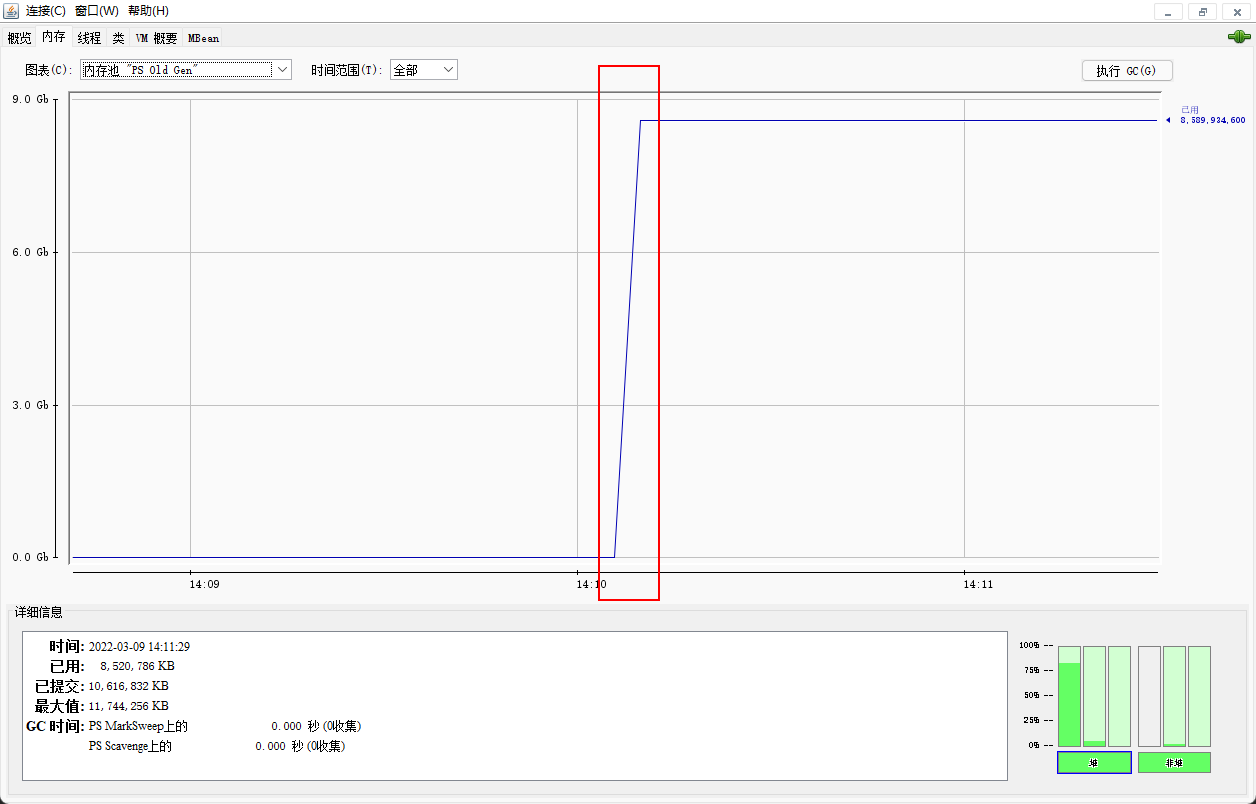 连接(C) 窗口(W) 帮助(H)
概览 内存 线程 类 VM 概要 MBean
图表(C): 内存池 "PS Old Gen" 时间范围(T): 全部 执行 GC(G)
9.0 Gb
已用
8,589,934,600
6.0 Gb
3.0 Gb
0.0 Gb
14:09 14:10 14:11
详细信息
时间: 2022-03-09 14:11:29
已用: 8,520,786 KB
已提交: 10,616,832 KB
最大值: 11,744,256 KB
GC 时间: PS MarkSweep上的 0.000 秒 (0收集)
PS Scavenge上的 0.000 秒 (0收集)
100% --
75% --
50% --
25% --
0% --
堆 非堆